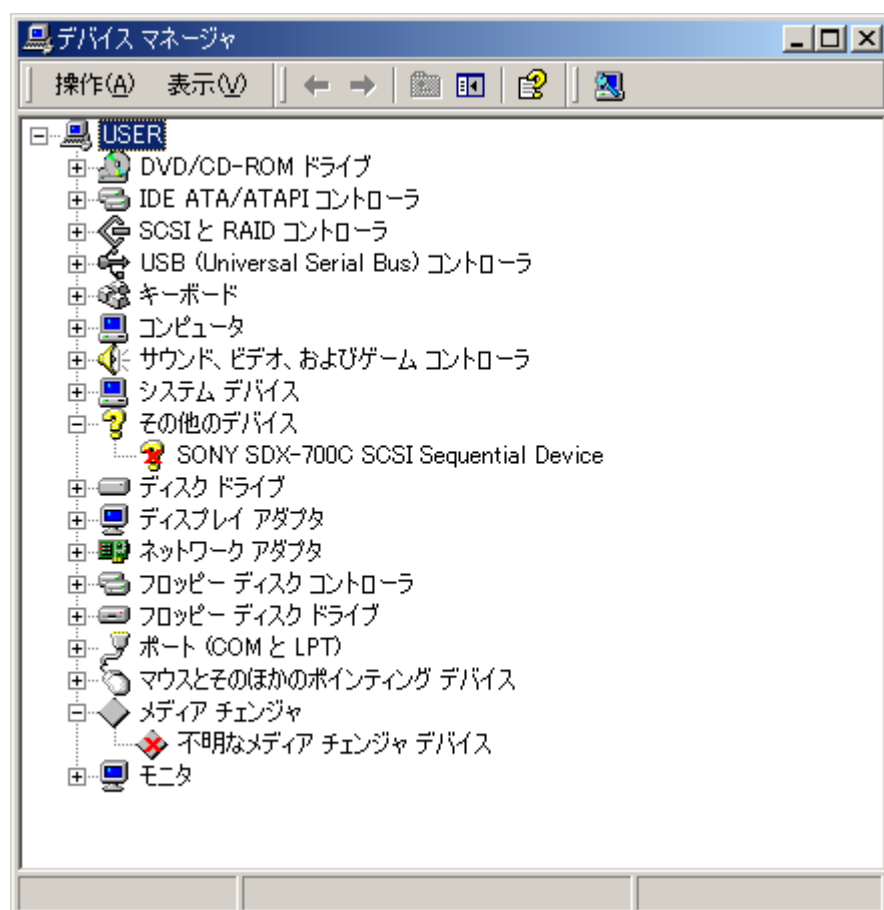 デバイス マネージャ
操作(A) 表示(V)
USER
DVD/CD-ROM ドライブ
IDE ATA/ATAPI コントローラ
SCSI と RAID コントローラ
USB (Universal Serial Bus) コントローラ
キーボード
コンピュータ
サウンド、ビデオ、およびゲーム コントローラ
システム デバイス
その他のデバイス
SONY SDX-700C SCSI Sequential Device
ディスク ドライブ
ディスプレイ アダプタ
ネットワーク アダプタ
フロッピー ディスク コントローラ
フロッピー ディスク ドライブ
ポート (COM と LPT)
マウスとそのほかのポインティング デバイス
メディア チェンジャ
不明なメディア チェンジャ デバイス
モニタ